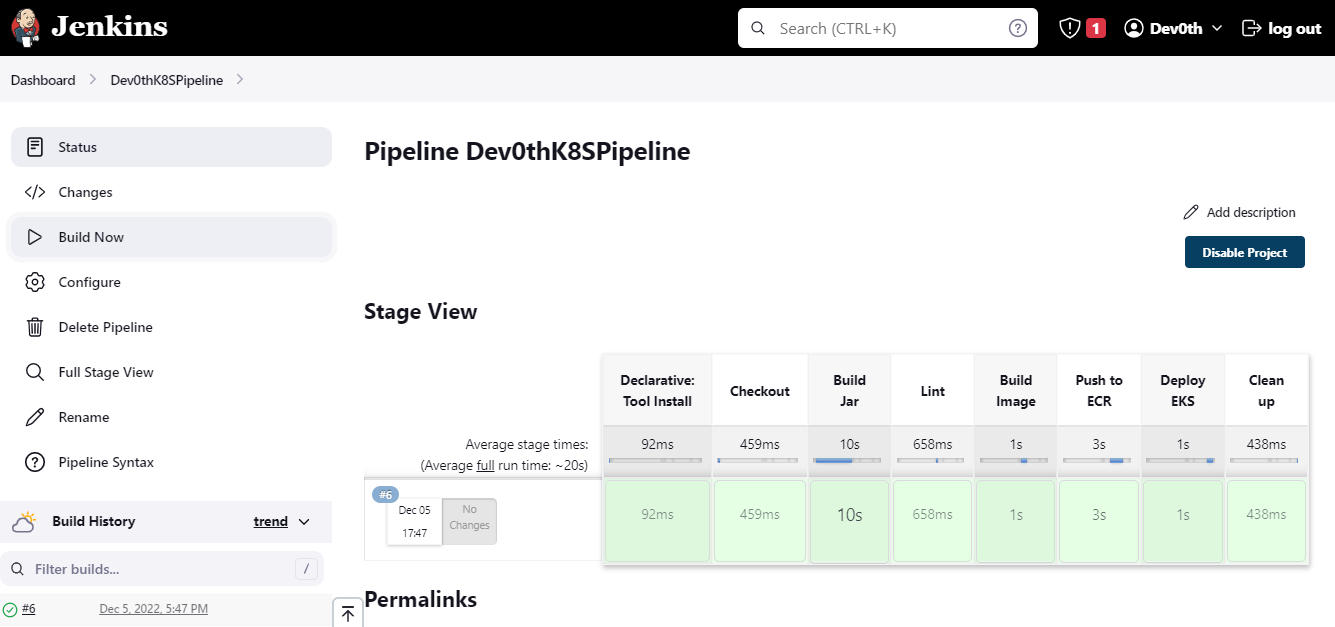 Jenkins
Search (CTRL+K)
?
1
Dev0th
log out
Dashboard
Dev0thK8SPipeline
Status
Changes
Build Now
Configure
Delete Pipeline
Full Stage View
Rename
?
Pipeline Syntax
Build History
trend
Filter builds...
/
#6
Dec 5, 2022, 5:47 PM
Pipeline Dev0thK8SPipeline
Add description
Disable Project
Stage View
Declarative:
Tool Install
Checkout
Build
Jar
Lint
Build
Image
Push to
ECR
Deploy
EKS
Clean
up
Average stage times:
(Average full run time: ~20s)
92ms
459ms
10s
658ms
1s
3s
1s
438ms
#6
Dec 05
17:47
No
Changes
92ms
459ms
10s
658ms
1s
3s
1s
438ms
Permalinks